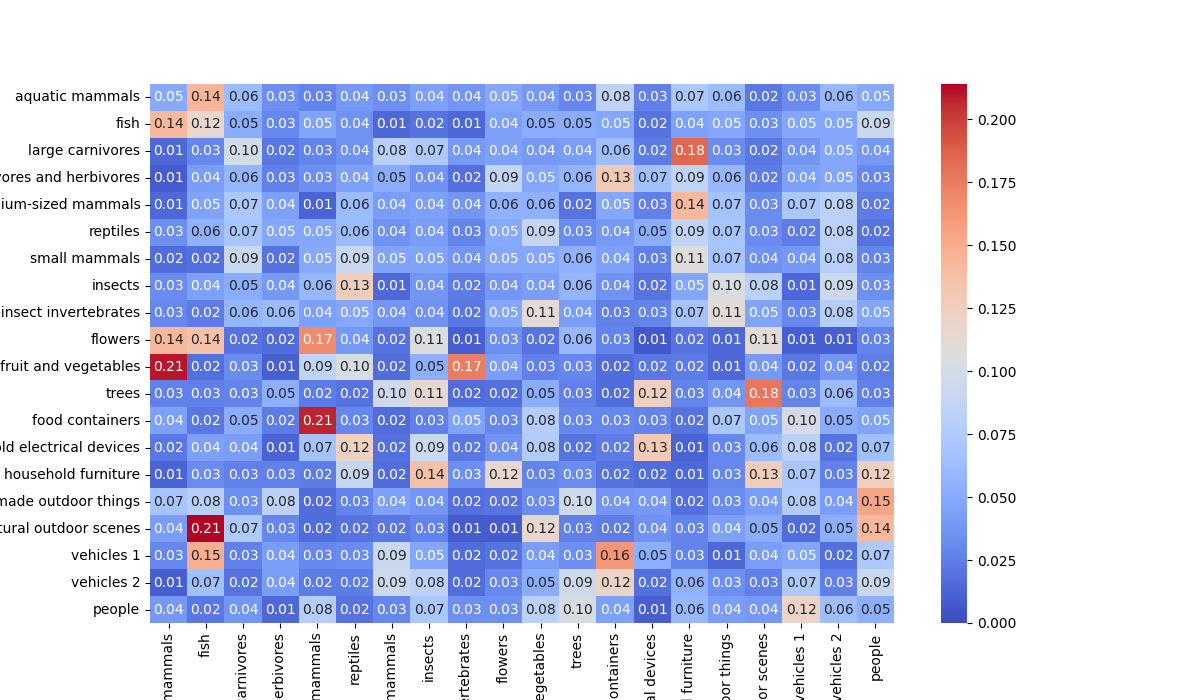 aquatic mammals 0.05 0.14 0.06 0.03 0.03 0.04 0.03 0.04 0.04 0.05 0.04 0.03 0.08 0.03 0.07 0.06 0.02 0.03 0.06 0.05
fish 0.14 0.12 0.05 0.03 0.05 0.04 0.01 0.02 0.01 0.04 0.05 0.05 0.05 0.02 0.04 0.05 0.03 0.05 0.05 0.09
0.200
large carnivores 0.01 0.03 0.10 0.02 0.03 0.04 0.08 0.07 0.04 0.04 0.04 0.04 0.06 0.02 0.18 0.03 0.02 0.04 0.05 0.04
ores and herbivores 0.01 0.04 0.06 0.03 0.03 0.04 0.05 0.04 0.02 0.09 0.05 0.06 0.13 0.07 0.09 0.06 0.02 0.04 0.05 0.03
0.175
ium-sized mammals 0.01 0.05 0.07 0.04 0.01 0.06 0.04 0.04 0.04 0.06 0.06 0.02 0.05 0.03 0.14 0.07 0.03 0.07 0.08 0.02
reptiles 0.03 0.06 0.07 0.05 0.05 0.06 0.04 0.04 0.03 0.05 0.09 0.03 0.04 0.05 0.09 0.07 0.03 0.02 0.08 0.02
0.150
small mammals 0.02 0.02 0.09 0.02 0.05 0.09 0.05 0.05 0.04 0.05 0.05 0.06 0.04 0.03 0.11 0.07 0.04 0.04 0.08 0.03
insects 0.03 0.04 0.05 0.04 0.06 0.13 0.01 0.04 0.02 0.04 0.04 0.06 0.04 0.02 0.05 0.10 0.08 0.01 0.09 0.03
0.125
insect invertebrates 0.03 0.02 0.06 0.06 0.04 0.05 0.04 0.04 0.02 0.05 0.11 0.04 0.03 0.03 0.07 0.11 0.05 0.03 0.08 0.05
flowers 0.14 0.14 0.02 0.02 0.17 0.04 0.02 0.11 0.01 0.03 0.02 0.06 0.03 0.01 0.02 0.01 0.11 0.01 0.01 0.03
fruit and vegetables 0.21 0.02 0.03 0.01 0.09 0.10 0.02 0.05 0.17 0.04 0.03 0.03 0.02 0.02 0.02 0.01 0.04 0.02 0.04 0.02
0.100
trees 0.03 0.03 0.03 0.05 0.02 0.02 0.10 0.11 0.02 0.02 0.05 0.03 0.02 0.12 0.03 0.04 0.18 0.03 0.06 0.03
food containers 0.04 0.02 0.05 0.02 0.21 0.03 0.02 0.03 0.05 0.03 0.08 0.03 0.03 0.03 0.02 0.07 0.05 0.10 0.05 0.05
0.075
old electrical devices 0.02 0.04 0.04 0.01 0.07 0.12 0.02 0.09 0.02 0.04 0.08 0.02 0.02 0.13 0.01 0.03 0.06 0.08 0.02 0.07
household furniture 0.01 0.03 0.03 0.03 0.02 0.09 0.02 0.14 0.03 0.12 0.03 0.03 0.02 0.02 0.01 0.03 0.13 0.07 0.03 0.12
0.050
made outdoor things 0.07 0.08 0.03 0.08 0.02 0.03 0.04 0.04 0.02 0.02 0.03 0.10 0.04 0.04 0.02 0.03 0.04 0.08 0.04 0.15
tural outdoor scenes 0.04 0.21 0.07 0.03 0.02 0.02 0.02 0.03 0.01 0.01 0.12 0.03 0.02 0.04 0.03 0.04 0.05 0.02 0.05 0.14
vehicles 1 0.03 0.15 0.03 0.04 0.03 0.03 0.09 0.05 0.02 0.02 0.04 0.03 0.16 0.05 0.03 0.01 0.04 0.05 0.02 0.07
0.025
vehicles 2 0.01 0.07 0.02 0.04 0.02 0.02 0.09 0.08 0.02 0.03 0.05 0.09 0.12 0.02 0.06 0.03 0.03 0.07 0.03 0.09
people 0.04 0.02 0.04 0.01 0.08 0.02 0.03 0.07 0.03 0.03 0.08 0.10 0.04 0.01 0.06 0.04 0.04 0.12 0.06 0.05
0.000
mammals
fish
arnivores
erbivores
mammals
reptiles
mammals
insects
ertebrates
flowers
egetables
trees
ontainers
al devices
furniture
oor things
or scenes
vehicles 1
vehicles 2
people